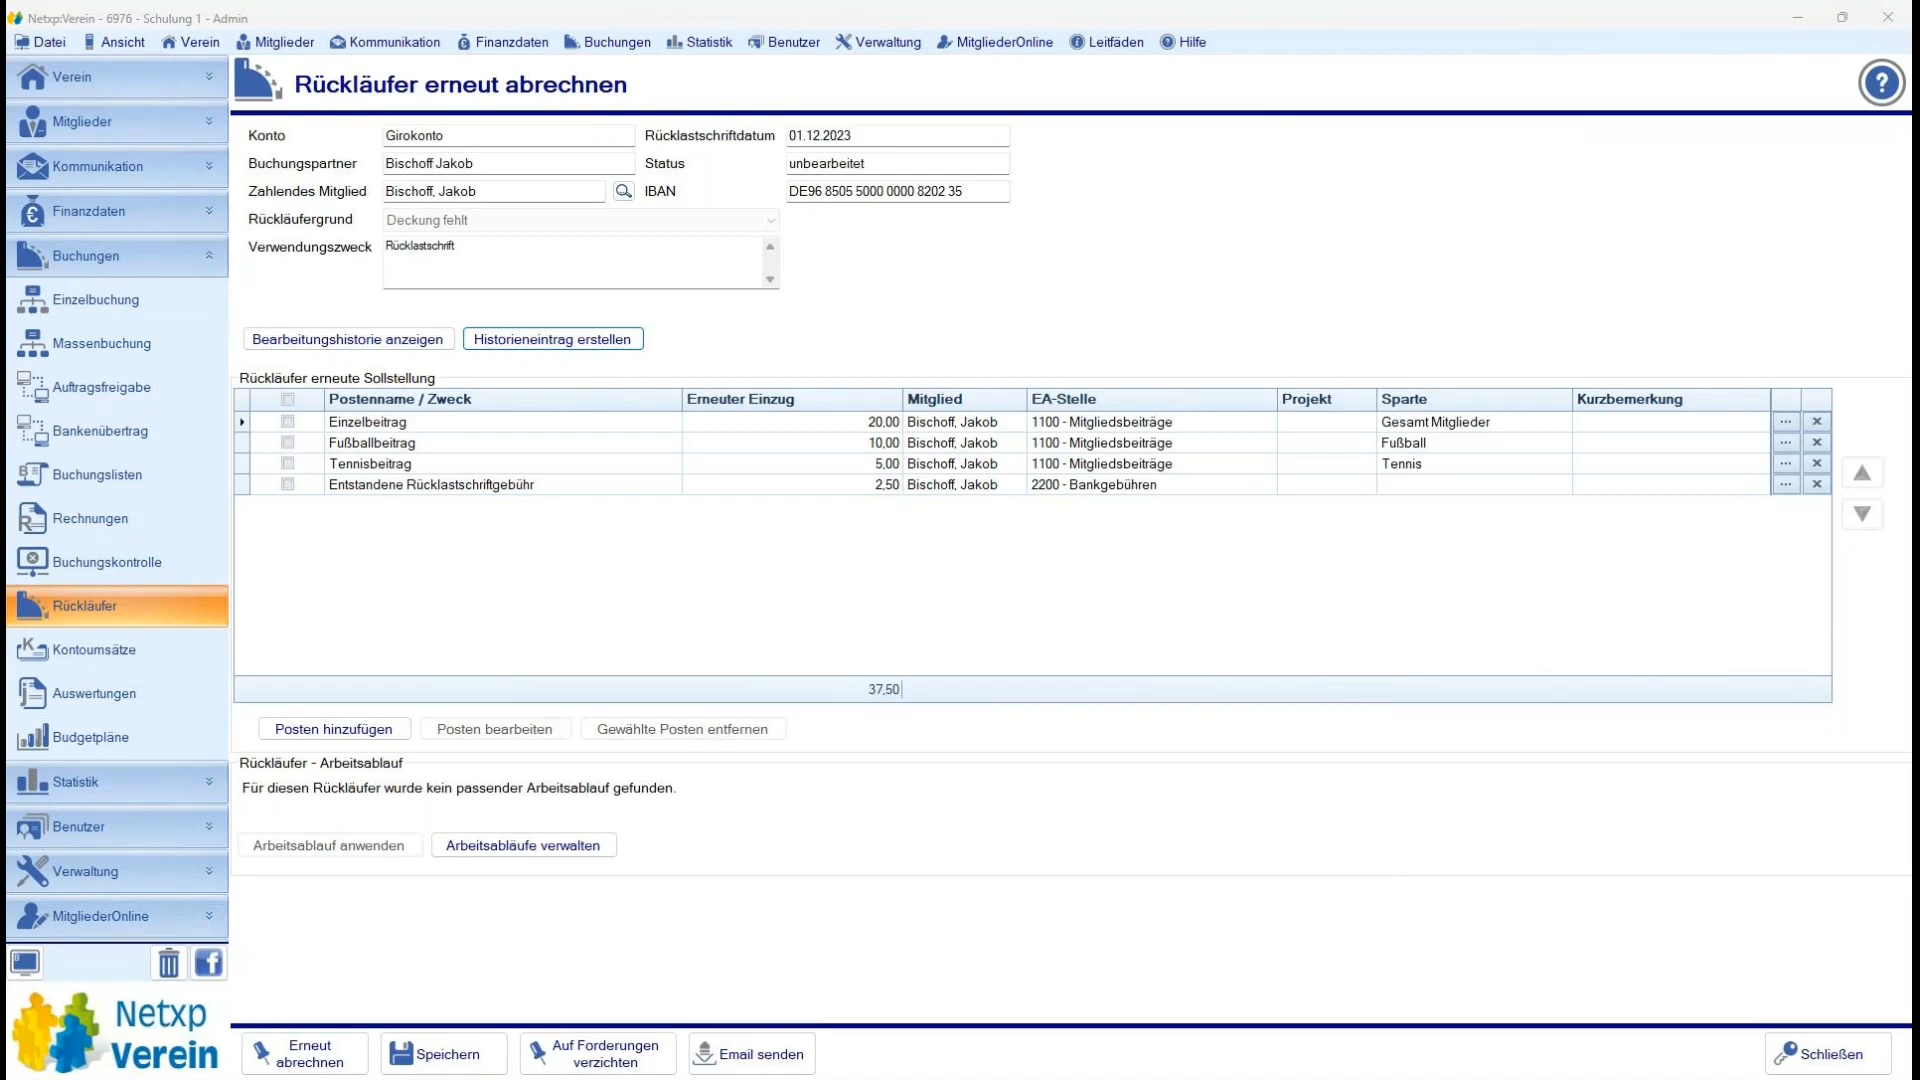 Netxp:Verein - 6976 - Schulung 1 - Admin
Datei Ansicht Verein Mitglieder Kommunikation Finanzdaten Buchungen Statistik Benutzer Verwaltung MitgliederOnline Leitfäden Hilfe
Verein
Mitglieder
Kommunikation
Finanzdaten
Buchungen
Einzelbuchung
Massenbuchung
Auftragsfreigabe
Bankenübertrag
Buchungslisten
Rechnungen
Buchungskontrolle
Rückläufer
Kontoumsätze
Auswertungen
Budgetpläne
Statistik
Benutzer
Verwaltung
MitgliederOnline
Netxp
Verein
Rückläufer erneut abrechnen
Konto Girokonto Rücklastschriftdatum 01.12.2023
Buchungspartner Bischoff Jakob Status unbearbeitet
Zahlendes Mitglied Bischoff, Jakob IBAN DE96 8505 5000 0000 8202 35
Rückläufergrund Deckung fehlt
Verwendungszweck Rücklastschrift
Bearbeitungshistorie anzeigen Historieneintrag erstellen
Rückläufer erneute Sollstellung
Postenname / Zweck Erneuter Einzug Mitglied EA-Stelle Projekt Sparte Kurzbemerkung
Einzelbeitrag 20,00 Bischoff, Jakob 1100 - Mitgliedsbeiträge Gesamt Mitglieder
Fußballbeitrag 10,00 Bischoff, Jakob 1100 - Mitgliedsbeiträge Fußball
Tennisbeitrag 5,00 Bischoff, Jakob 1100 - Mitgliedsbeiträge Tennis
Entstandene Rücklastschriftgebühr 2,50 Bischoff, Jakob 2200 - Bankgebühren
37,50
Posten hinzufügen Posten bearbeiten Gewählte Posten entfernen
Rückläufer - Arbeitsablauf
Für diesen Rückläufer wurde kein passender Arbeitsablauf gefunden.
Arbeitsablauf anwenden Arbeitsabläufe verwalten
Erneut abrechnen Speichern Auf Forderungen verzichten Email senden Schließen